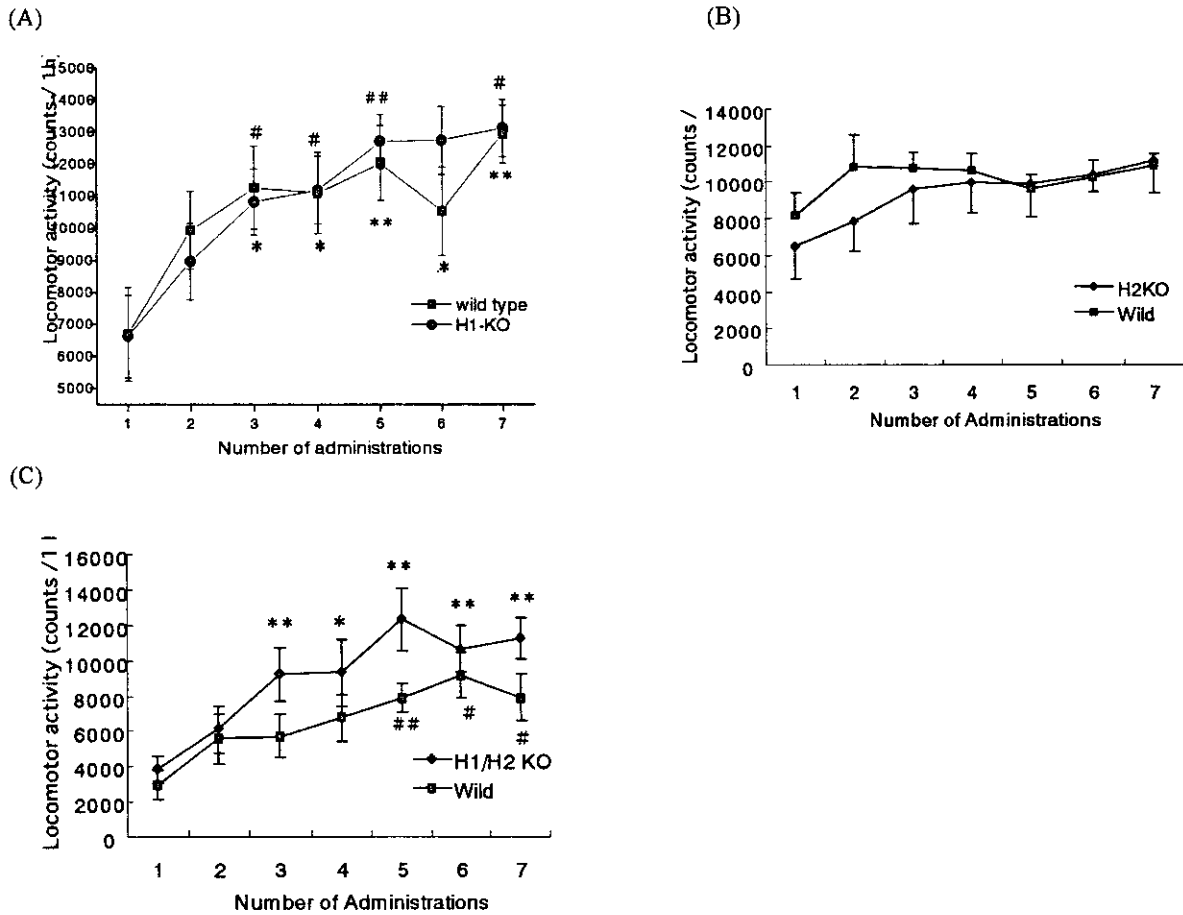 (A)
Locomotor activity (counts / 1h
15000
14000
13000
12000
11000
10000
9000
8000
7000
6000
5000
#
#
##
#
*
*
**
*
**
wild type
H1-KO
1 2 3 4 5 6 7
Number of administrations
(B)
Locomotor activity (counts /
14000
12000
10000
8000
6000
4000
2000
0
H2KO
Wild
1 2 3 4 5 6 7
Number of Administrations
(C)
Locomotor activity (counts /1
16000
14000
12000
10000
8000
6000
4000
2000
0
**
*
**
**
**
##
#
#
H1/H2 KO
Wild
1 2 3 4 5 6 7
Number of Administrations